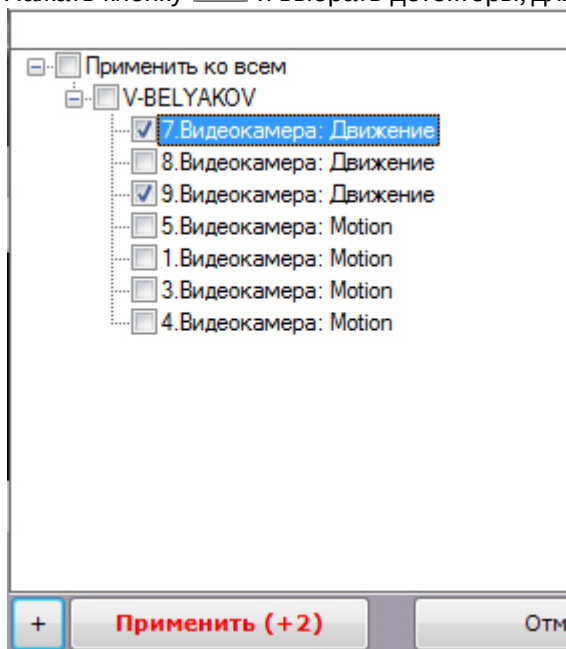 Применить ко всем
V-BELYAKOV
7.Видеокамера: Движение
8.Видеокамера: Движение
9.Видеокамера: Движение
5.Видеокамера: Motion
1.Видеокамера: Motion
3.Видеокамера: Motion
4.Видеокамера: Motion
+ Применить (+2) Отм